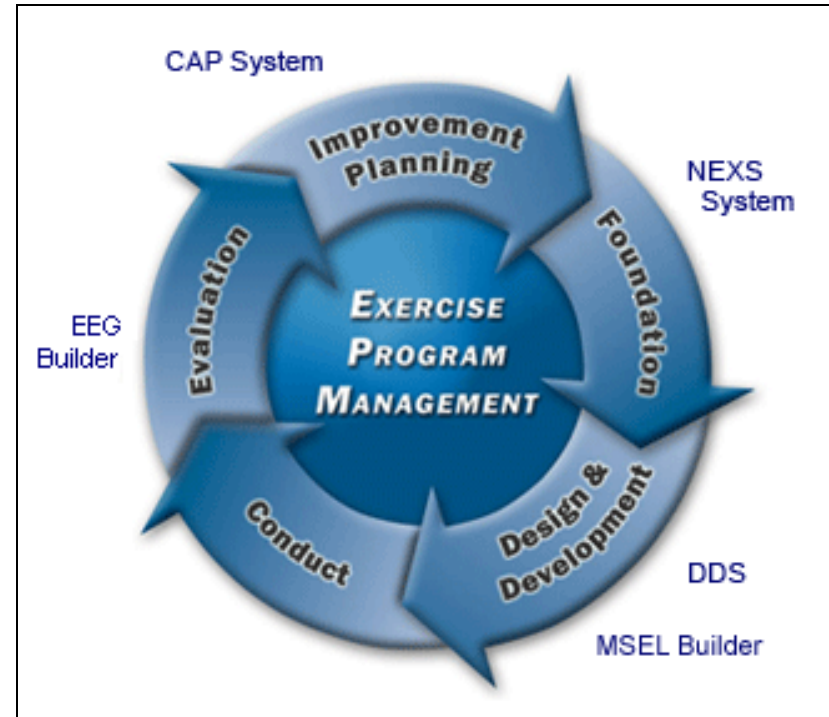 CAP System
Improvement
Planning
NEXS
System
Foundation
EEG
Builder
Evaluation
EXERCISE
PROGRAM
MANAGEMENT
Design &
Development
Conduct
DDS
MSEL Builder